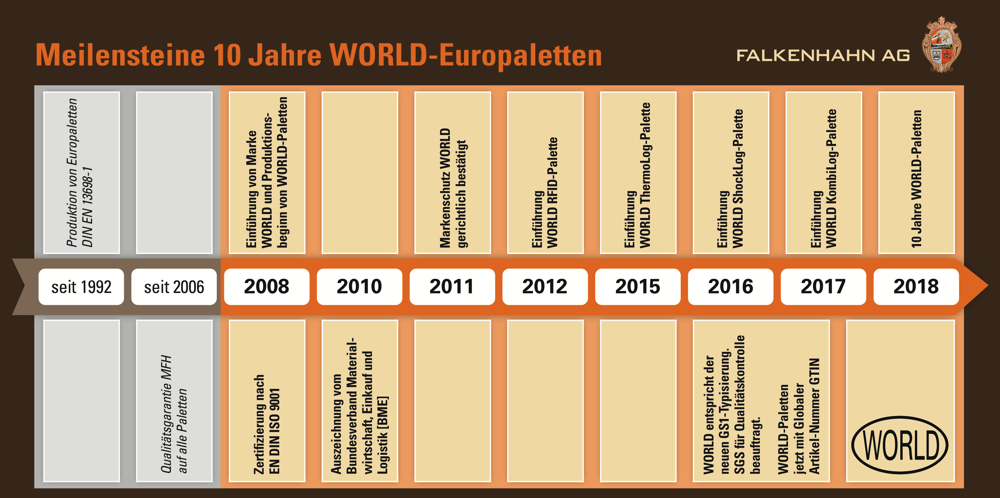 Meilensteine 10 Jahre WORLD-Europaletten
FALKENHAHN AG
Produktion von Europaletten
DIN EN 13698-1
Einführung von Marke
WORLD und Produktions-
beginn von WORLD-Paletten
Markenschutz WORLD
gerichtlich bestätigt
Einführung
WORLD RFID-Palette
Einführung
WORLD ThermoLog-Palette
Einführung
WORLD ShockLog-Palette
Einführung
WORLD KombiLog-Palette
10 Jahre WORLD-Paletten
seit 1992
seit 2006
2008
2010
2011
2012
2015
2016
2017
2018
Qualitätsgarantie MFH
auf alle Paletten
Zertifizierung nach
EN DIN ISO 9001
Auszeichnung vom
Bundesverband Material-
wirtschaft, Einkauf und
Logistik [BME]
WORLD entspricht der
neuen GS1-Typisierung.
SGS für Qualitätskontrolle
beauftragt.
WORLD-Paletten
jetzt mit Globaler
Artikel-Nummer GTIN
WORLD